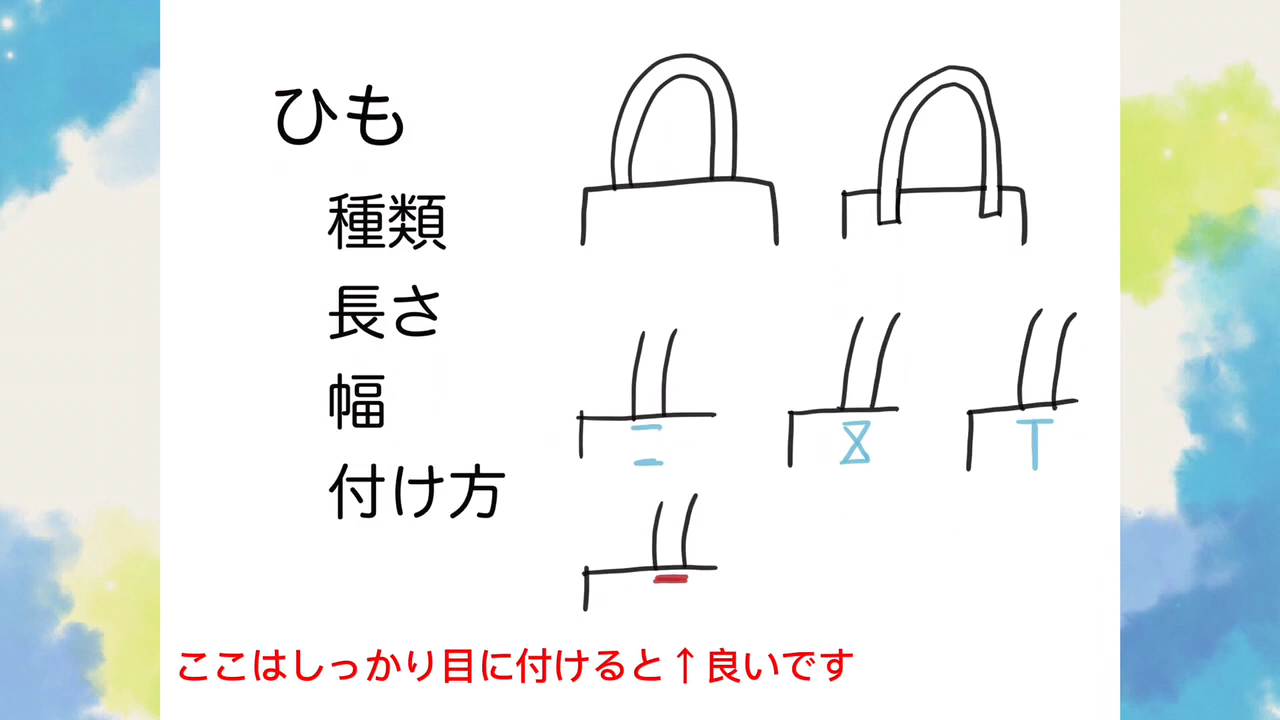 ひも
種類
長さ
幅
付け方
ここはしっかり目に付けると↑良いです